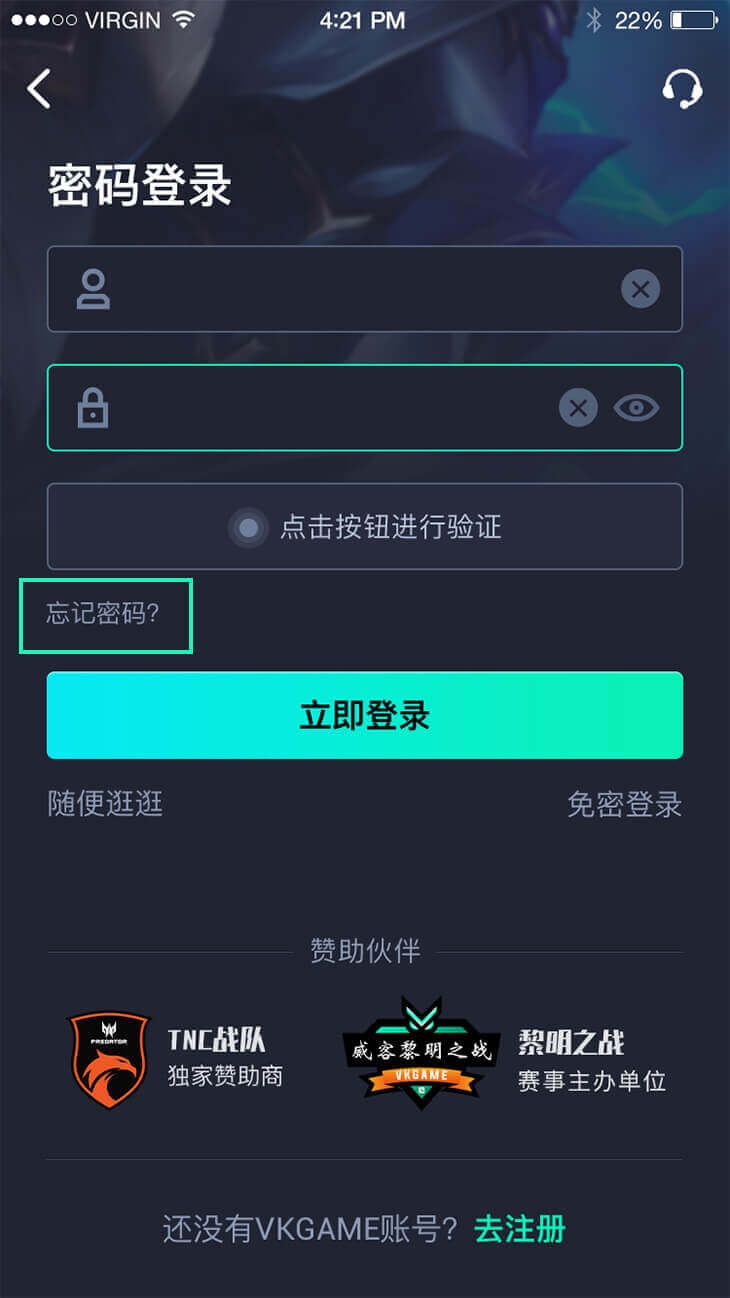 VIRGIN 4:21 PM 22%
密码登录
点击按钮进行验证
忘记密码?
立即登录
随便逛逛 免密登录
赞助伙伴
PREDATOR
TNC战队
独家赞助商
威客黎明之战
VKGAME
黎明之战
赛事主办单位
还没有VKGAME账号? 去注册